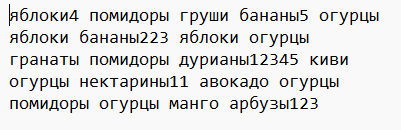 яблоки4 помидоры груши бананы5 огурцы
яблоки бананы223 яблоки огурцы
гранаты помидоры дурианы12345 киви
огурцы нектарины11 авокадо огурцы
помидоры огурцы манго арбузы123